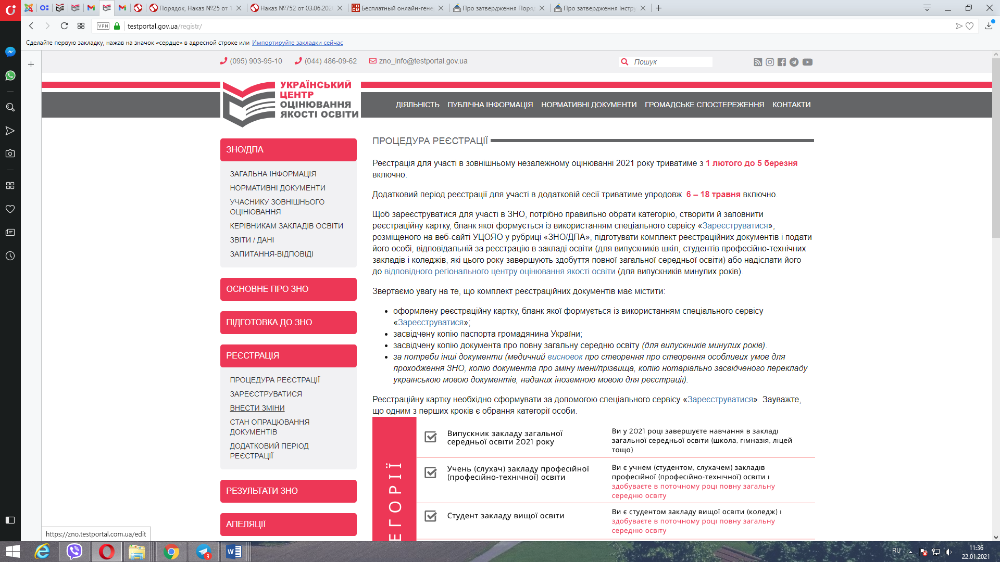 Порядок, Наказ №25 от 1
Наказ №752 от 03.06.202
Бесплатный онлайн-гене
Про затвердження Поряд
Про затвердження Інстру
VPN
testportal.gov.ua/registr/
Сделайте первую закладку, нажав на значок «сердце» в адресной строке или Импортируйте закладки сейчас
(095) 903-95-10
(044) 486-09-62
zno_info@testportal.gov.ua
Пошук
УКРАЇНСЬКИЙ
ЦЕНТР
ОЦІНЮВАННЯ
ЯКОСТІ ОСВІТИ
ДІЯЛЬНІСТЬ
ПУБЛІЧНА ІНФОРМАЦІЯ
НОРМАТИВНІ ДОКУМЕНТИ
ГРОМАДСЬКЕ СПОСТЕРЕЖЕННЯ
КОНТАКТИ
ЗНО/ДПА
ЗАГАЛЬНА ІНФОРМАЦІЯ
НОРМАТИВНІ ДОКУМЕНТИ
УЧАСНИКУ ЗОВНІШНЬОГО
ОЦІНЮВАННЯ
КЕРІВНИКАМ ЗАКЛАДІВ ОСВІТИ
ЗВІТИ / ДАНІ
ЗАПИТАННЯ-ВІДПОВІДІ
ОСНОВНЕ ПРО ЗНО
ПІДГОТОВКА ДО ЗНО
РЕЄСТРАЦІЯ
ПРОЦЕДУРА РЕЄСТРАЦІЇ
ЗАРЕЄСТРУВАТИСЯ
ВНЕСТИ ЗМІНИ
СТАН ОПРАЦЮВАННЯ
ДОКУМЕНТІВ
ДОДАТКОВИЙ ПЕРІОД
РЕЄСТРАЦІЇ
РЕЗУЛЬТАТИ ЗНО
АПЕЛЯЦІЇ
ПРОЦЕДУРА РЕЄСТРАЦІЇ
Реєстрація для участі в зовнішньому незалежному оцінюванні 2021 року триватиме з 1 лютого до 5 березня
включно.
Додатковий період реєстрації для участі в додатковій сесії триватиме упродовж 6 – 18 травня включно.
Щоб зареєструватися для участі в ЗНО, потрібно правильно обрати категорію, створити й заповнити
реєстраційну картку, бланк якої формується із використанням спеціального сервісу «Зареєструватися»,
розміщеного на веб-сайті УЦОЯО у рубриці «ЗНО/ДПА», підготувати комплект реєстраційних документів і подати
його особі, відповідальній за реєстрацію в закладі освіти (для випускників шкіл, студентів професійно-технічних
закладів і коледжів, які цього року завершують здобуття повної загальної середньої освіти) або надіслати його
до відповідного регіонального центру оцінювання якості освіти (для випускників минулих років).
Звертаємо увагу на те, що комплект реєстраційних документів має містити:
• оформлену реєстраційну картку, бланк якої формується із використанням спеціального сервісу
«Зареєструватися»;
• засвідчену копію паспорта громадянина України;
• засвідчену копію документа про повну загальну середню освіту (для випускників минулих років).
• за потреби інші документи (медичний висновок про створення про створення особливих умов для
проходження ЗНО, копію документа про зміну імені/прізвища, копію нотаріально засвідченого перекладу
українською мовою документів, наданих іноземною мовою для реєстрації).
Реєстраційну картку необхідно сформувати за допомогою спеціального сервісу «Зареєструватися». Зауважте,
що одним з перших кроків є обрання категорії особи.
ЕГОРІЇ
Випускник закладу загальної
середньої освіти 2021 року
Ви у 2021 році завершуєте навчання в закладі
загальної середньої освіти (школа, гімназія, ліцей
тощо)
Учень (слухач) закладу професійної
(професійно-технічної) освіти
Ви є учнем (студентом, слухачем) закладів
професійної (професійно-технічної) освіти і
здобуваєте в поточному році повну загальну
середню освіту
Студент закладу вищої освіти
Ви є студентом закладу вищої освіти (коледж) і
здобуваєте в поточному році повну загальну
середню освіту
https://zno.testportal.com.ua/edit
9
RU
11:36
22.01.2021